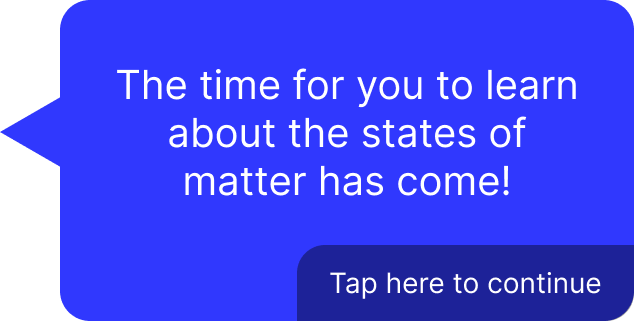 The time for you to learn
about the states of
matter has come!
Tap here to continue